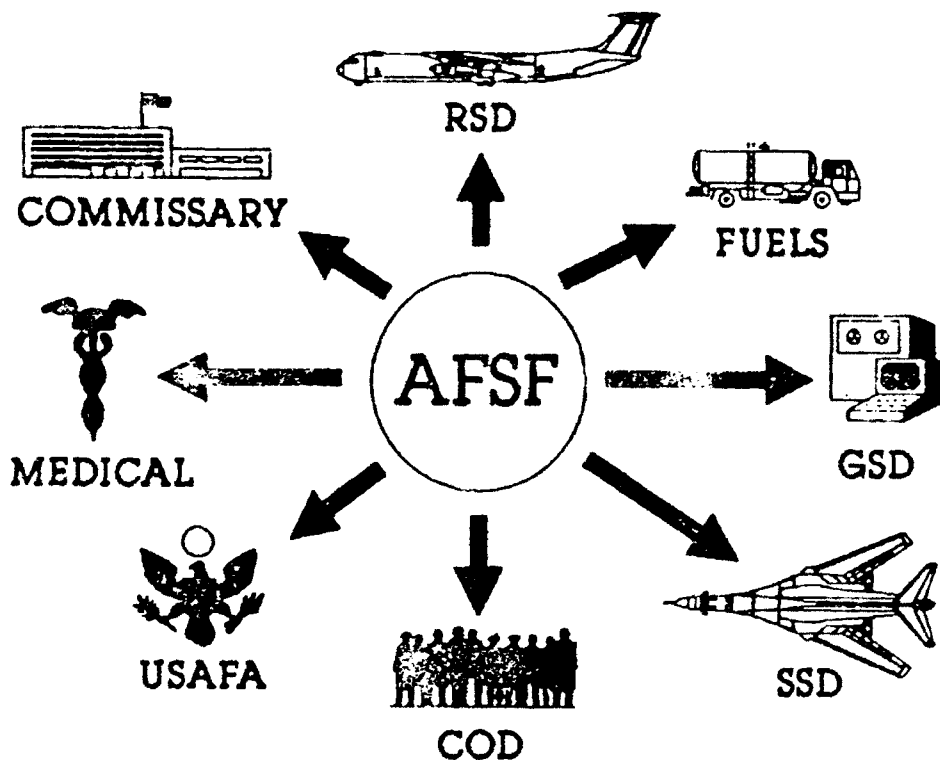 RSD
COMMISSARY
FUELS
AFSF
MEDICAL
GSD
USAFA
SSD
COD